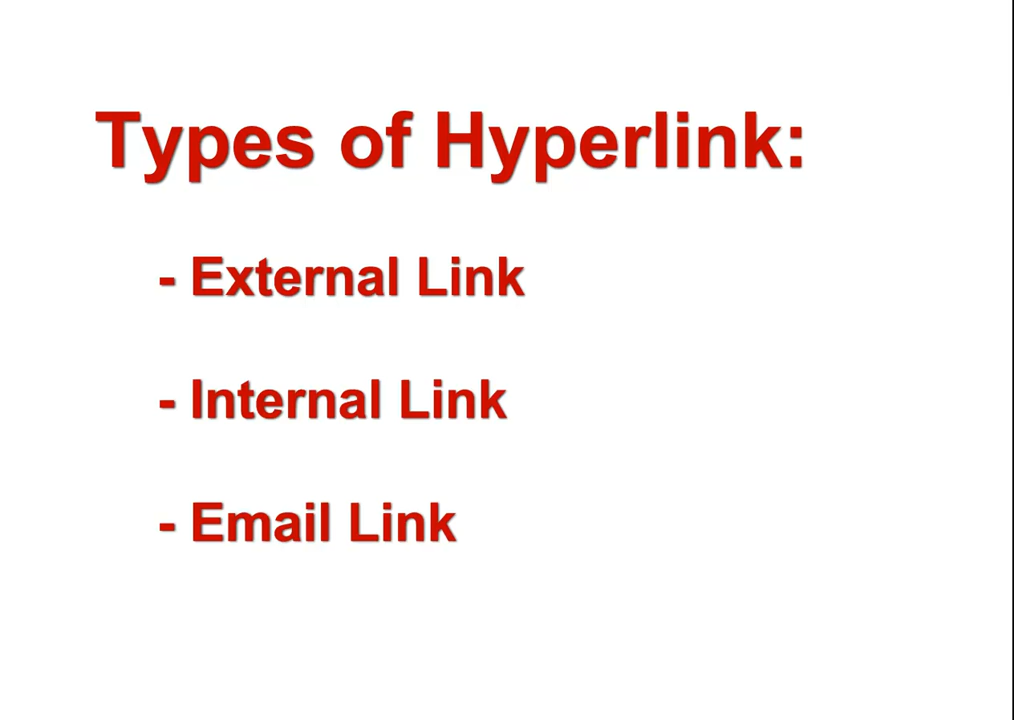 Types of Hyperlink:
- External Link
- Internal Link
- Email Link